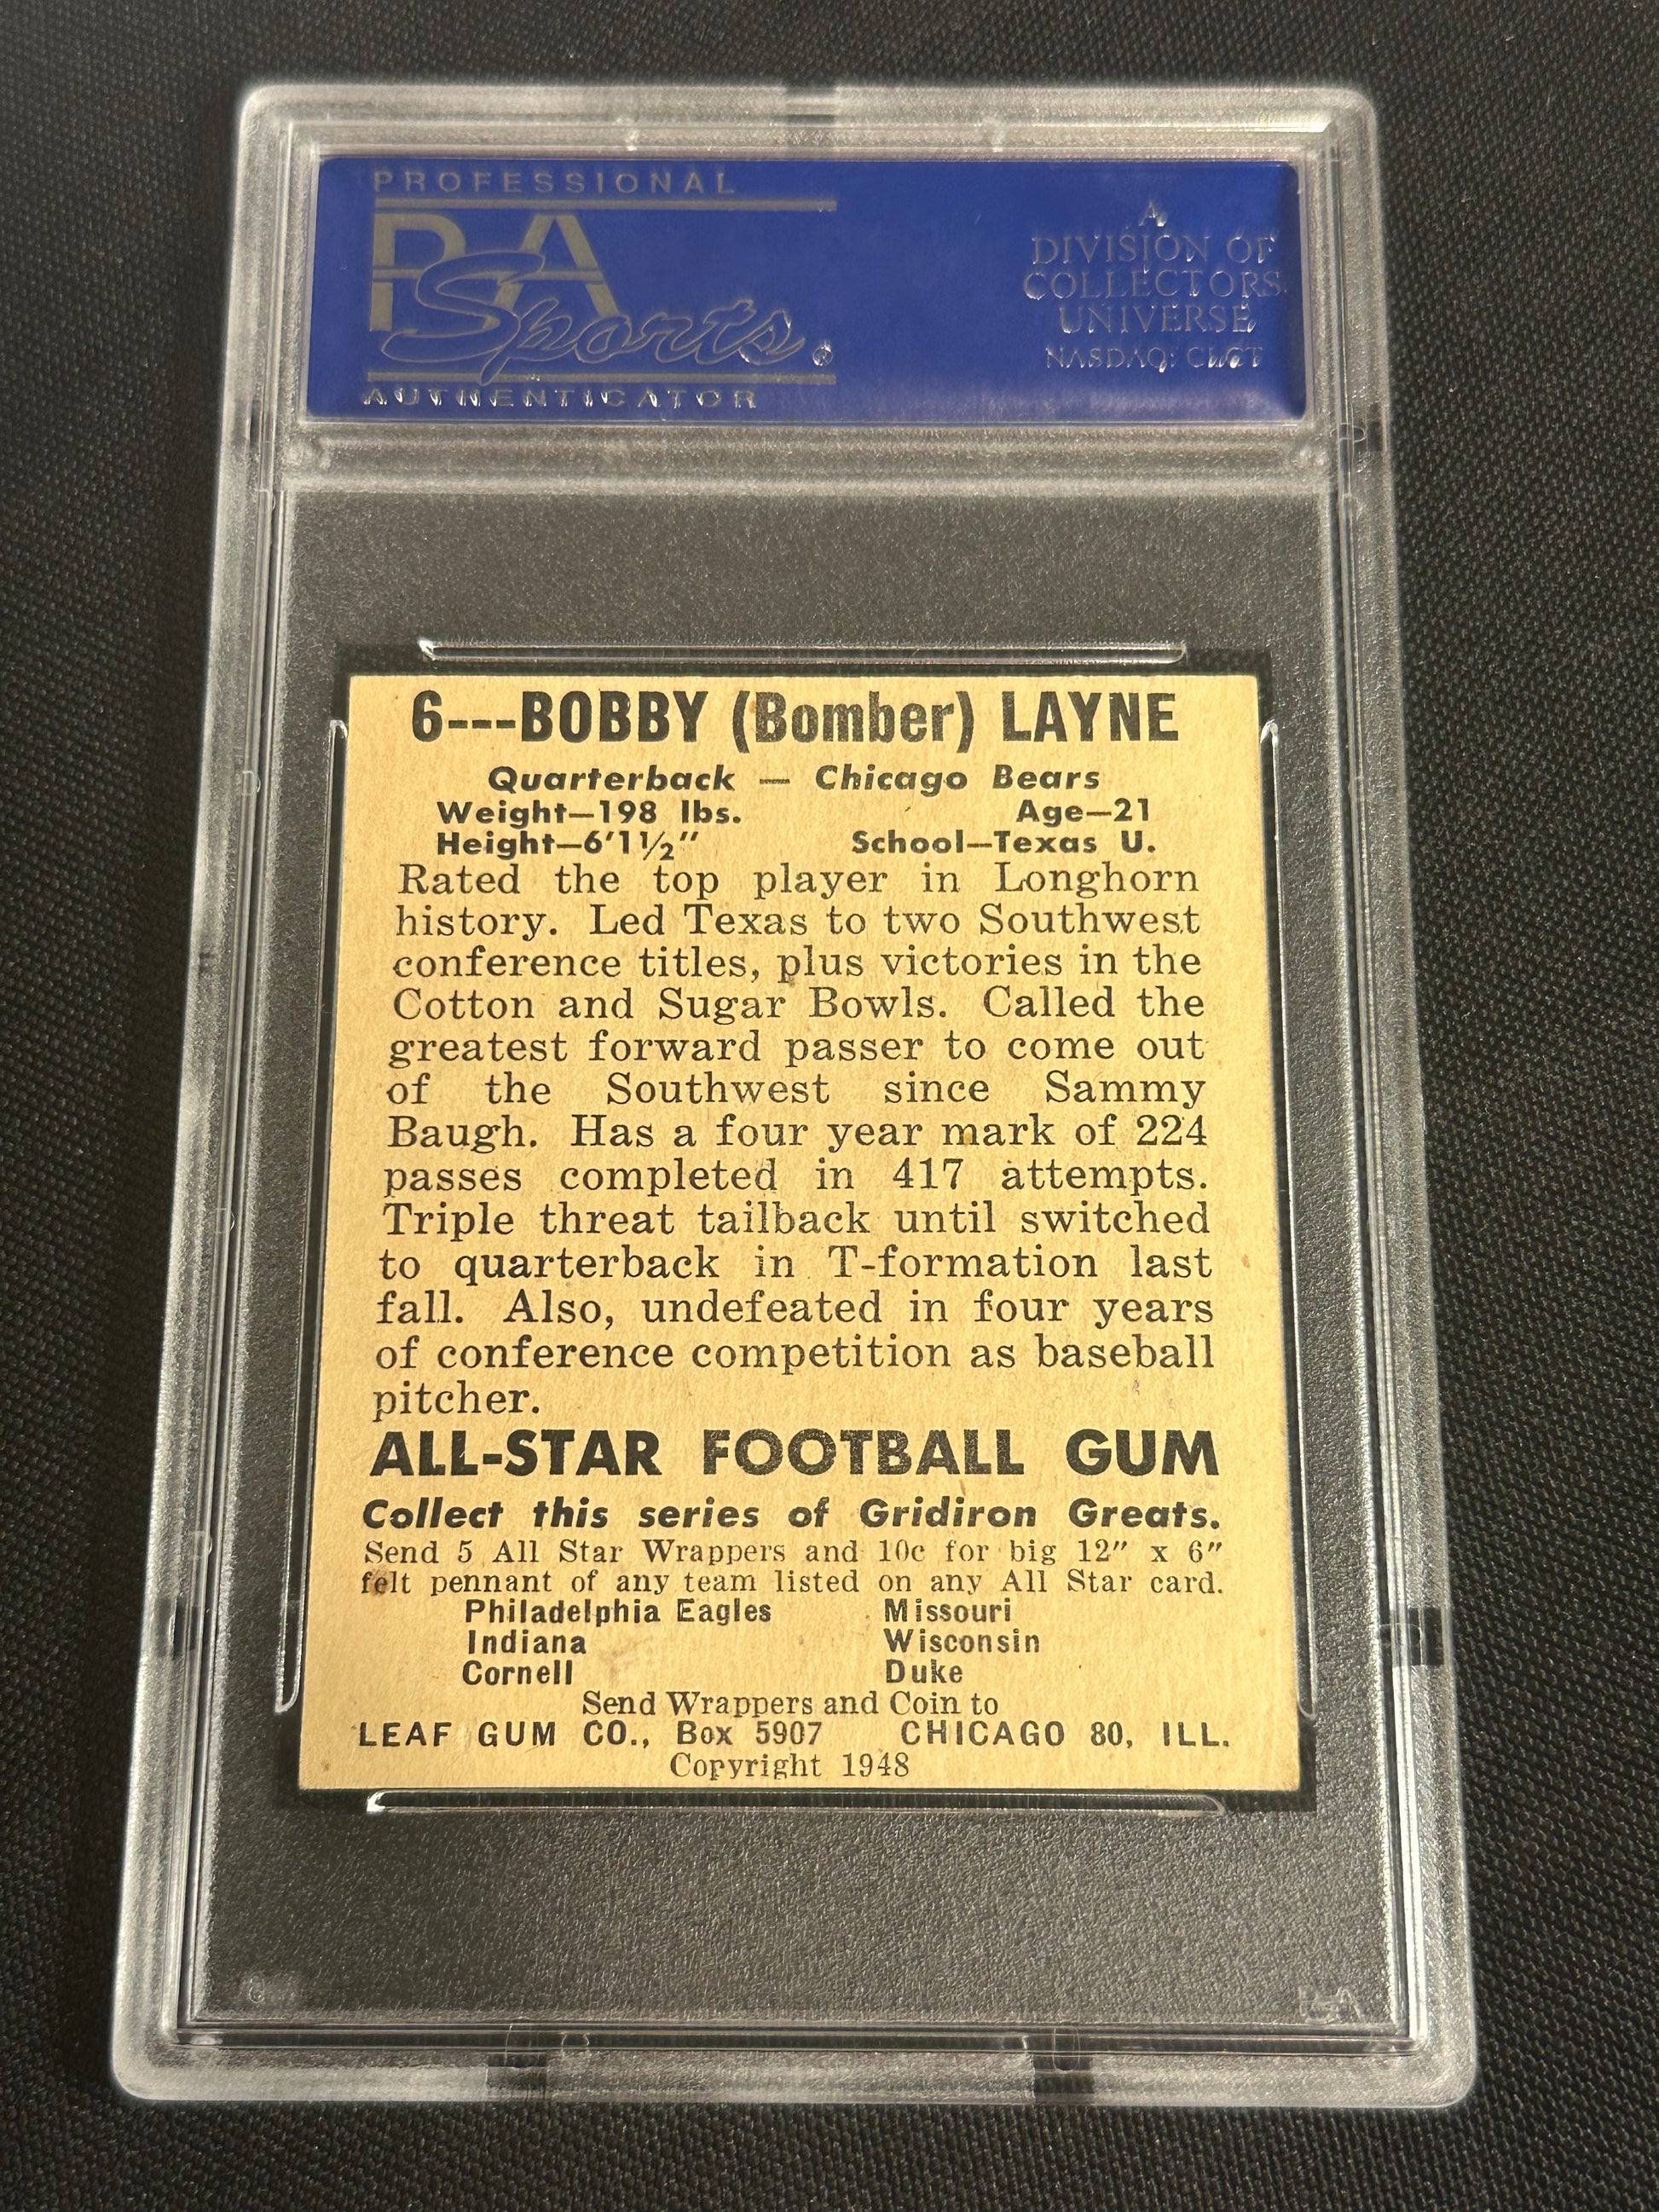 PROFESSIONAL
PSA
Sports®
AUTHENTICATOR
A
DIVISION OF
COLLECTORS
UNIVERSE
NASDAQ: CLCT
6---BOBBY (Bomber) LAYNE
Quarterback — Chicago Bears
Weight—198 lbs. Age—21
Height—6'1½" School—Texas U.
Rated the top player in Longhorn
history. Led Texas to two Southwest
conference titles, plus victories in the
Cotton and Sugar Bowls. Called the
greatest forward passer to come out
of the Southwest since Sammy
Baugh. Has a four year mark of 224
passes completed in 417 attempts.
Triple threat tailback until switched
to quarterback in T-formation last
fall. Also, undefeated in four years
of conference competition as baseball
pitcher.
ALL-STAR FOOTBALL GUM
Collect this series of Gridiron Greats.
Send 5 All Star Wrappers and 10c for big 12" x 6"
felt pennant of any team listed on any All Star card.
Philadelphia Eagles Missouri
Indiana Wisconsin
Cornell Duke
Send Wrappers and Coin to
LEAF GUM CO., Box 5907 CHICAGO 80, ILL.
Copyright 1948
PSA